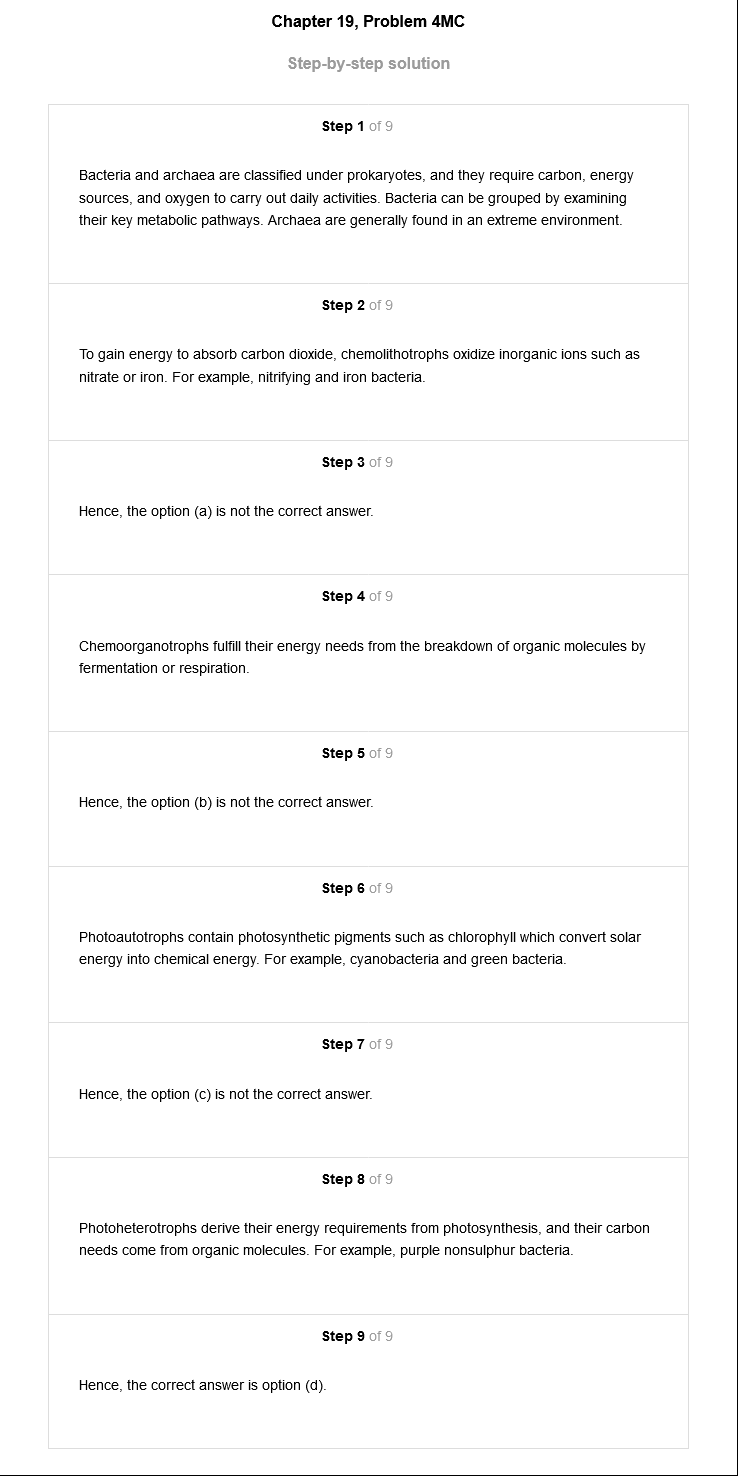 Chapter 19, Problem 4MC
Step-by-step solution
Step 1 of 9
Bacteria and archaea are classified under prokaryotes, and they require carbon, energy
sources, and oxygen to carry out daily activities. Bacteria can be grouped by examining
their key metabolic pathways. Archaea are generally found in an extreme environment.
Step 2 of 9
To gain energy to absorb carbon dioxide, chemolithotrophs oxidize inorganic ions such as
nitrate or iron. For example, nitrifying and iron bacteria.
Step 3 of 9
Hence, the option (a) is not the correct answer.
Step 4 of 9
Chemoorganotrophs fulfill their energy needs from the breakdown of organic molecules by
fermentation or respiration.
Step 5 of 9
Hence, the option (b) is not the correct answer.
Step 6 of 9
Photoautotrophs contain photosynthetic pigments such as chlorophyll which convert solar
energy into chemical energy. For example, cyanobacteria and green bacteria.
Step 7 of 9
Hence, the option (c) is not the correct answer.
Step 8 of 9
Photoheterotrophs derive their energy requirements from photosynthesis, and their carbon
needs come from organic molecules. For example, purple nonsulphur bacteria.
Step 9 of 9
Hence, the correct answer is option (d).